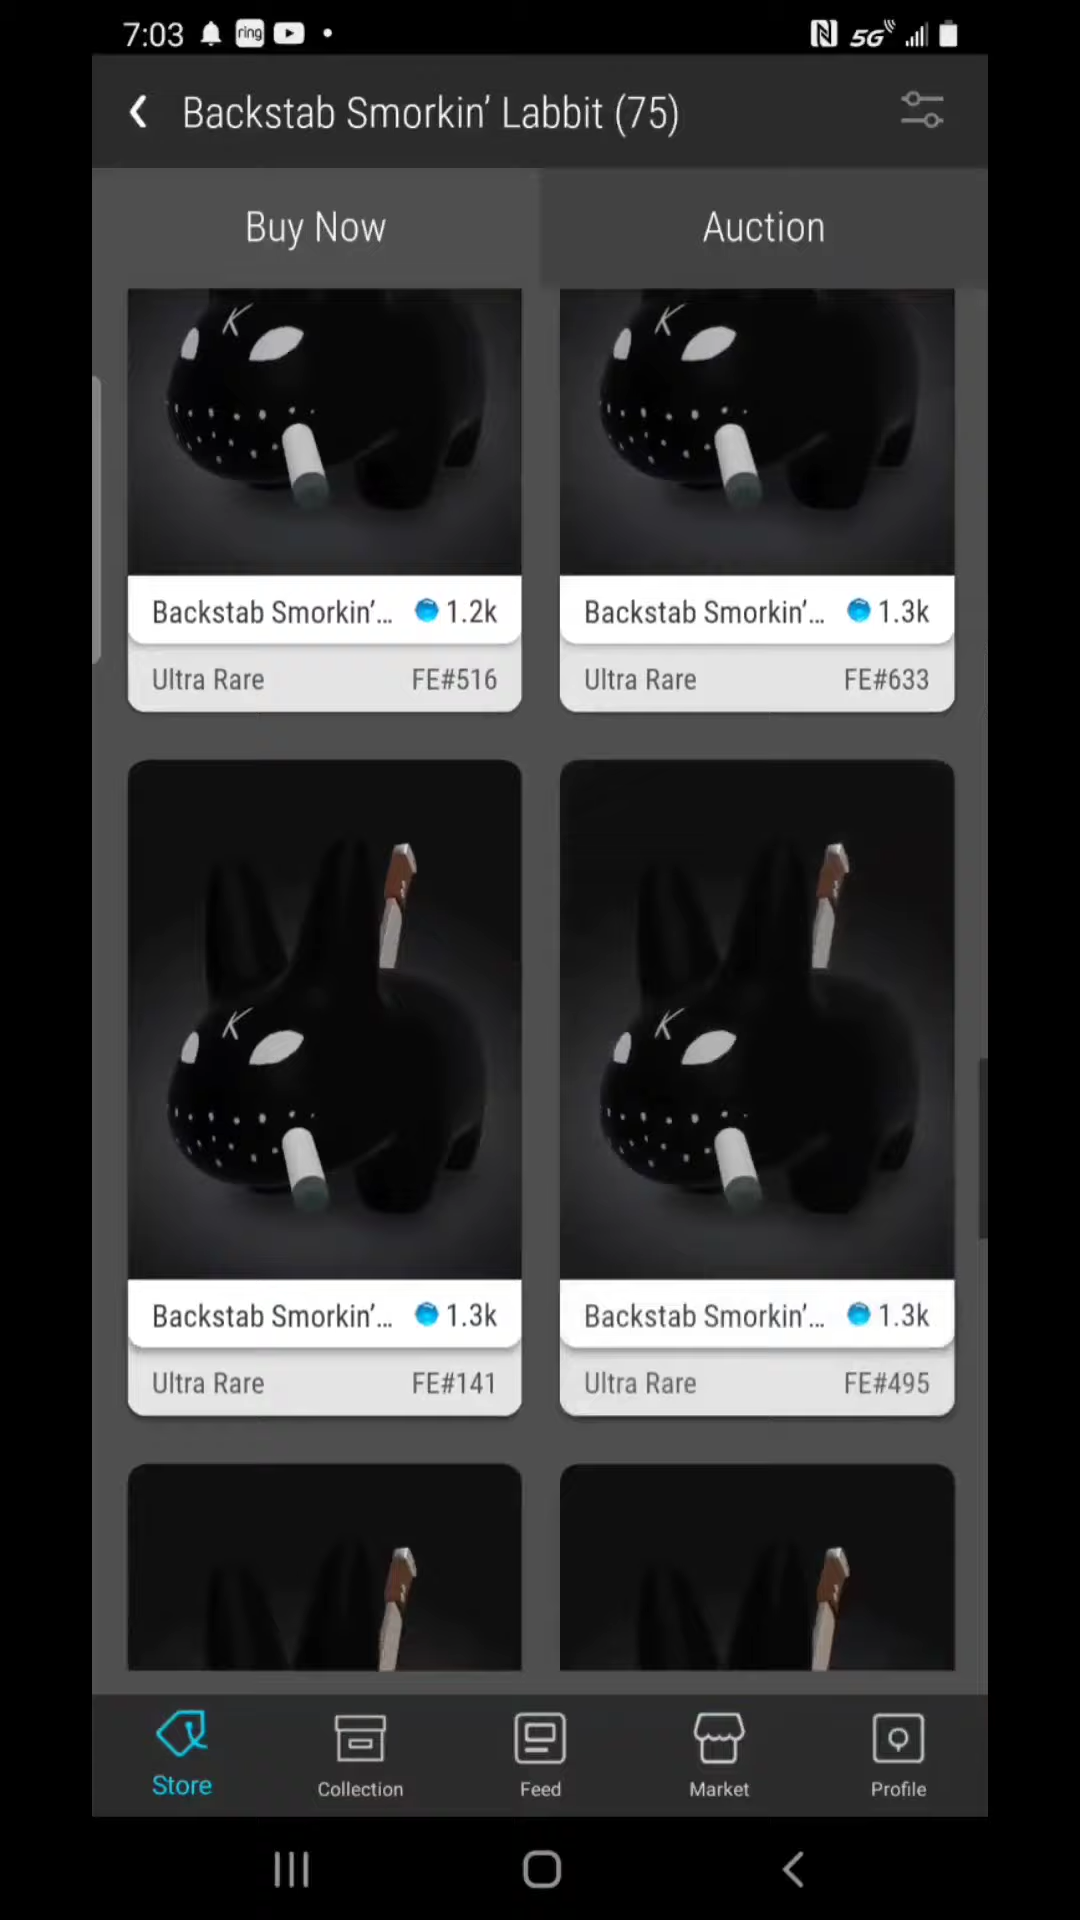 7:03 ring 5G
Backstab Smorkin’ Labbit (75)
Buy Now Auction
K K
Backstab Smorkin’... 1.2k Backstab Smorkin’... 1.3k
Ultra Rare FE#516 Ultra Rare FE#633
K K
Backstab Smorkin’... 1.3k Backstab Smorkin’... 1.3k
Ultra Rare FE#141 Ultra Rare FE#495
Store Collection Feed Market Profile